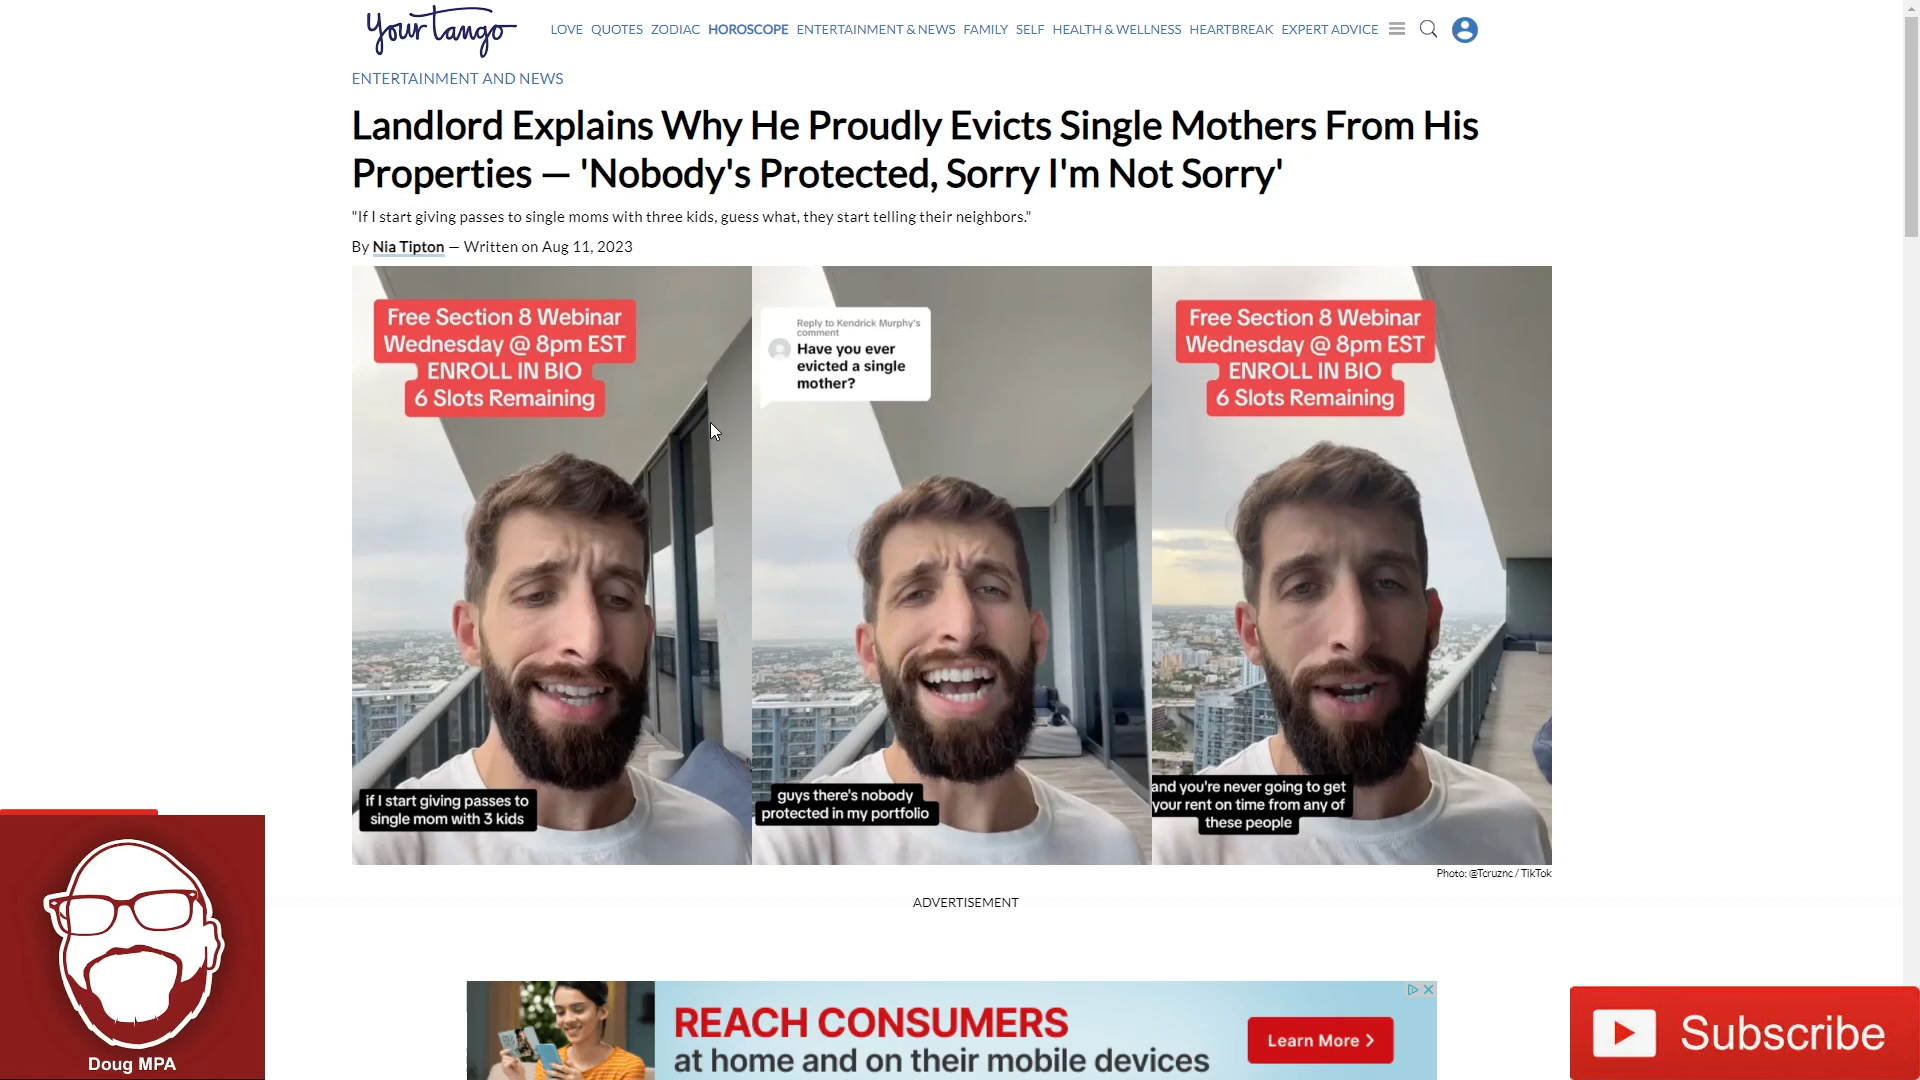 your tango
LOVE QUOTES ZODIAC HOROSCOPE ENTERTAINMENT & NEWS FAMILY SELF HEALTH & WELLNESS HEARTBREAK EXPERT ADVICE
ENTERTAINMENT AND NEWS
Landlord Explains Why He Proudly Evicts Single Mothers From His
Properties — 'Nobody's Protected, Sorry I'm Not Sorry'
"If I start giving passes to single moms with three kids, guess what, they start telling their neighbors."
By Nia Tipton — Written on Aug 11, 2023
Free Section 8 Webinar
Wednesday @ 8pm EST
ENROLL IN BIO
6 Slots Remaining
if I start giving passes to
single mom with 3 kids
Reply to Kendrick Murphy's
comment
Have you ever
evicted a single
mother?
guys there's nobody
protected in my portfolio
Free Section 8 Webinar
Wednesday @ 8pm EST
ENROLL IN BIO
6 Slots Remaining
and you're never going to get
your rent on time from any of
these people
Photo: @Tcruznc / TikTok
ADVERTISEMENT
REACH CONSUMERS
at home and on their mobile devices
Learn More >
Doug MPA
Subscribe